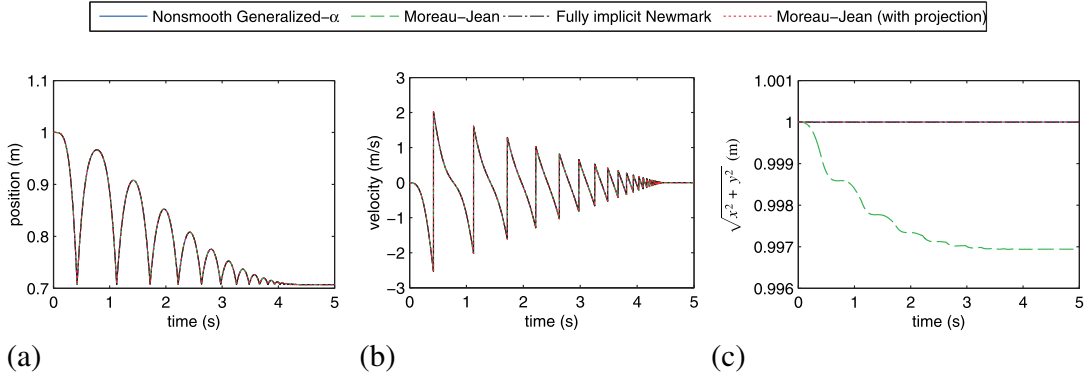 Nonsmooth Generalized-α Moreau-Jean Fully implicit Newmark Moreau-Jean (with projection)
1.1
1
0.9
0.8
0.7
position (m)
0 1 2 3 4 5
time (s)
(a)
3
2
1
0
−1
−2
−3
velocity (m/s)
0 1 2 3 4 5
time (s)
(b)
1.001
1
0.999
0.998
0.997
0.996
√x² + y² (m)
0 1 2 3 4 5
time (s)
(c)